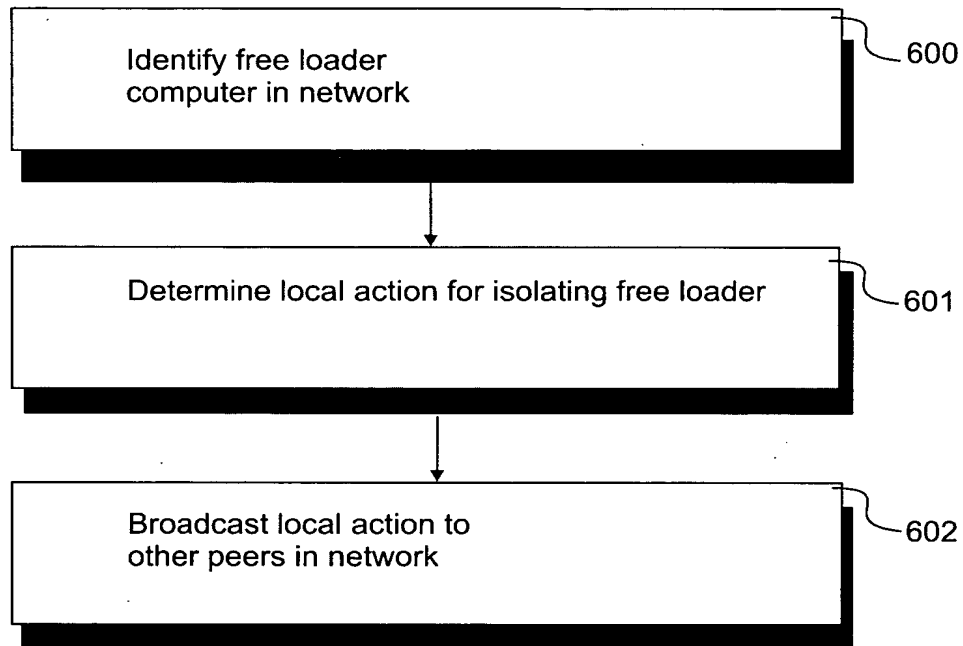 Identify free loader
computer in network
600
Determine local action for isolating free loader
601
Broadcast local action to
other peers in network
602